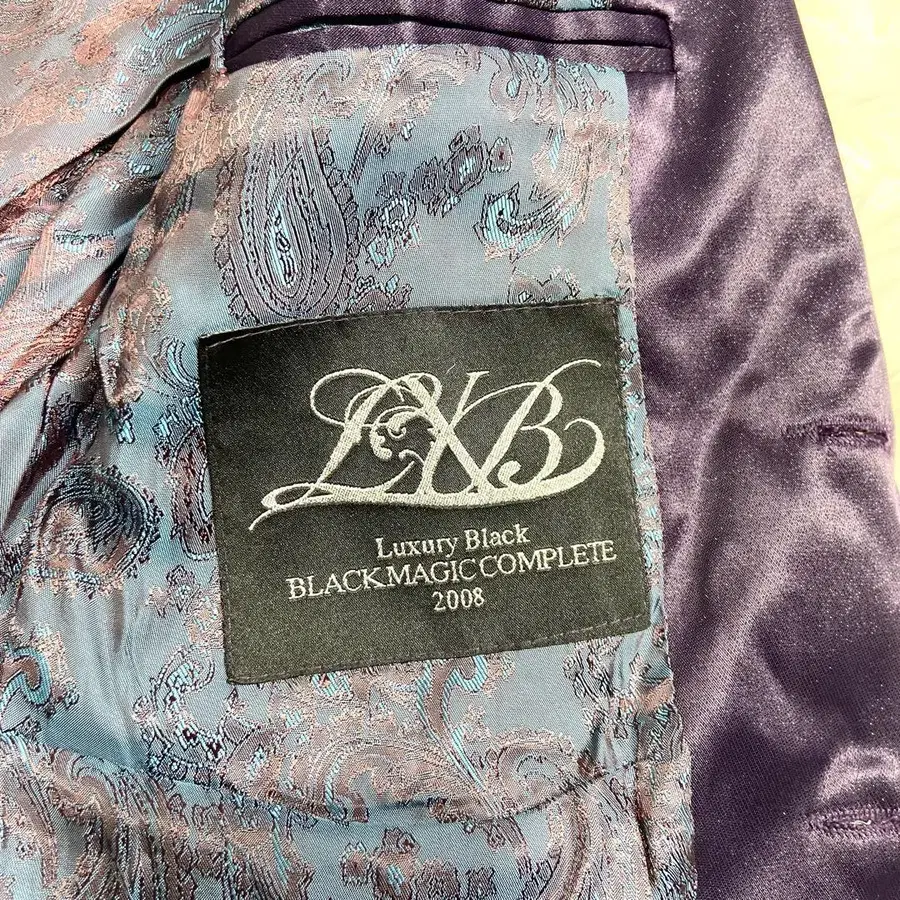 LXB
Luxury Black
BLACK MAGIC COMPLETE
2008